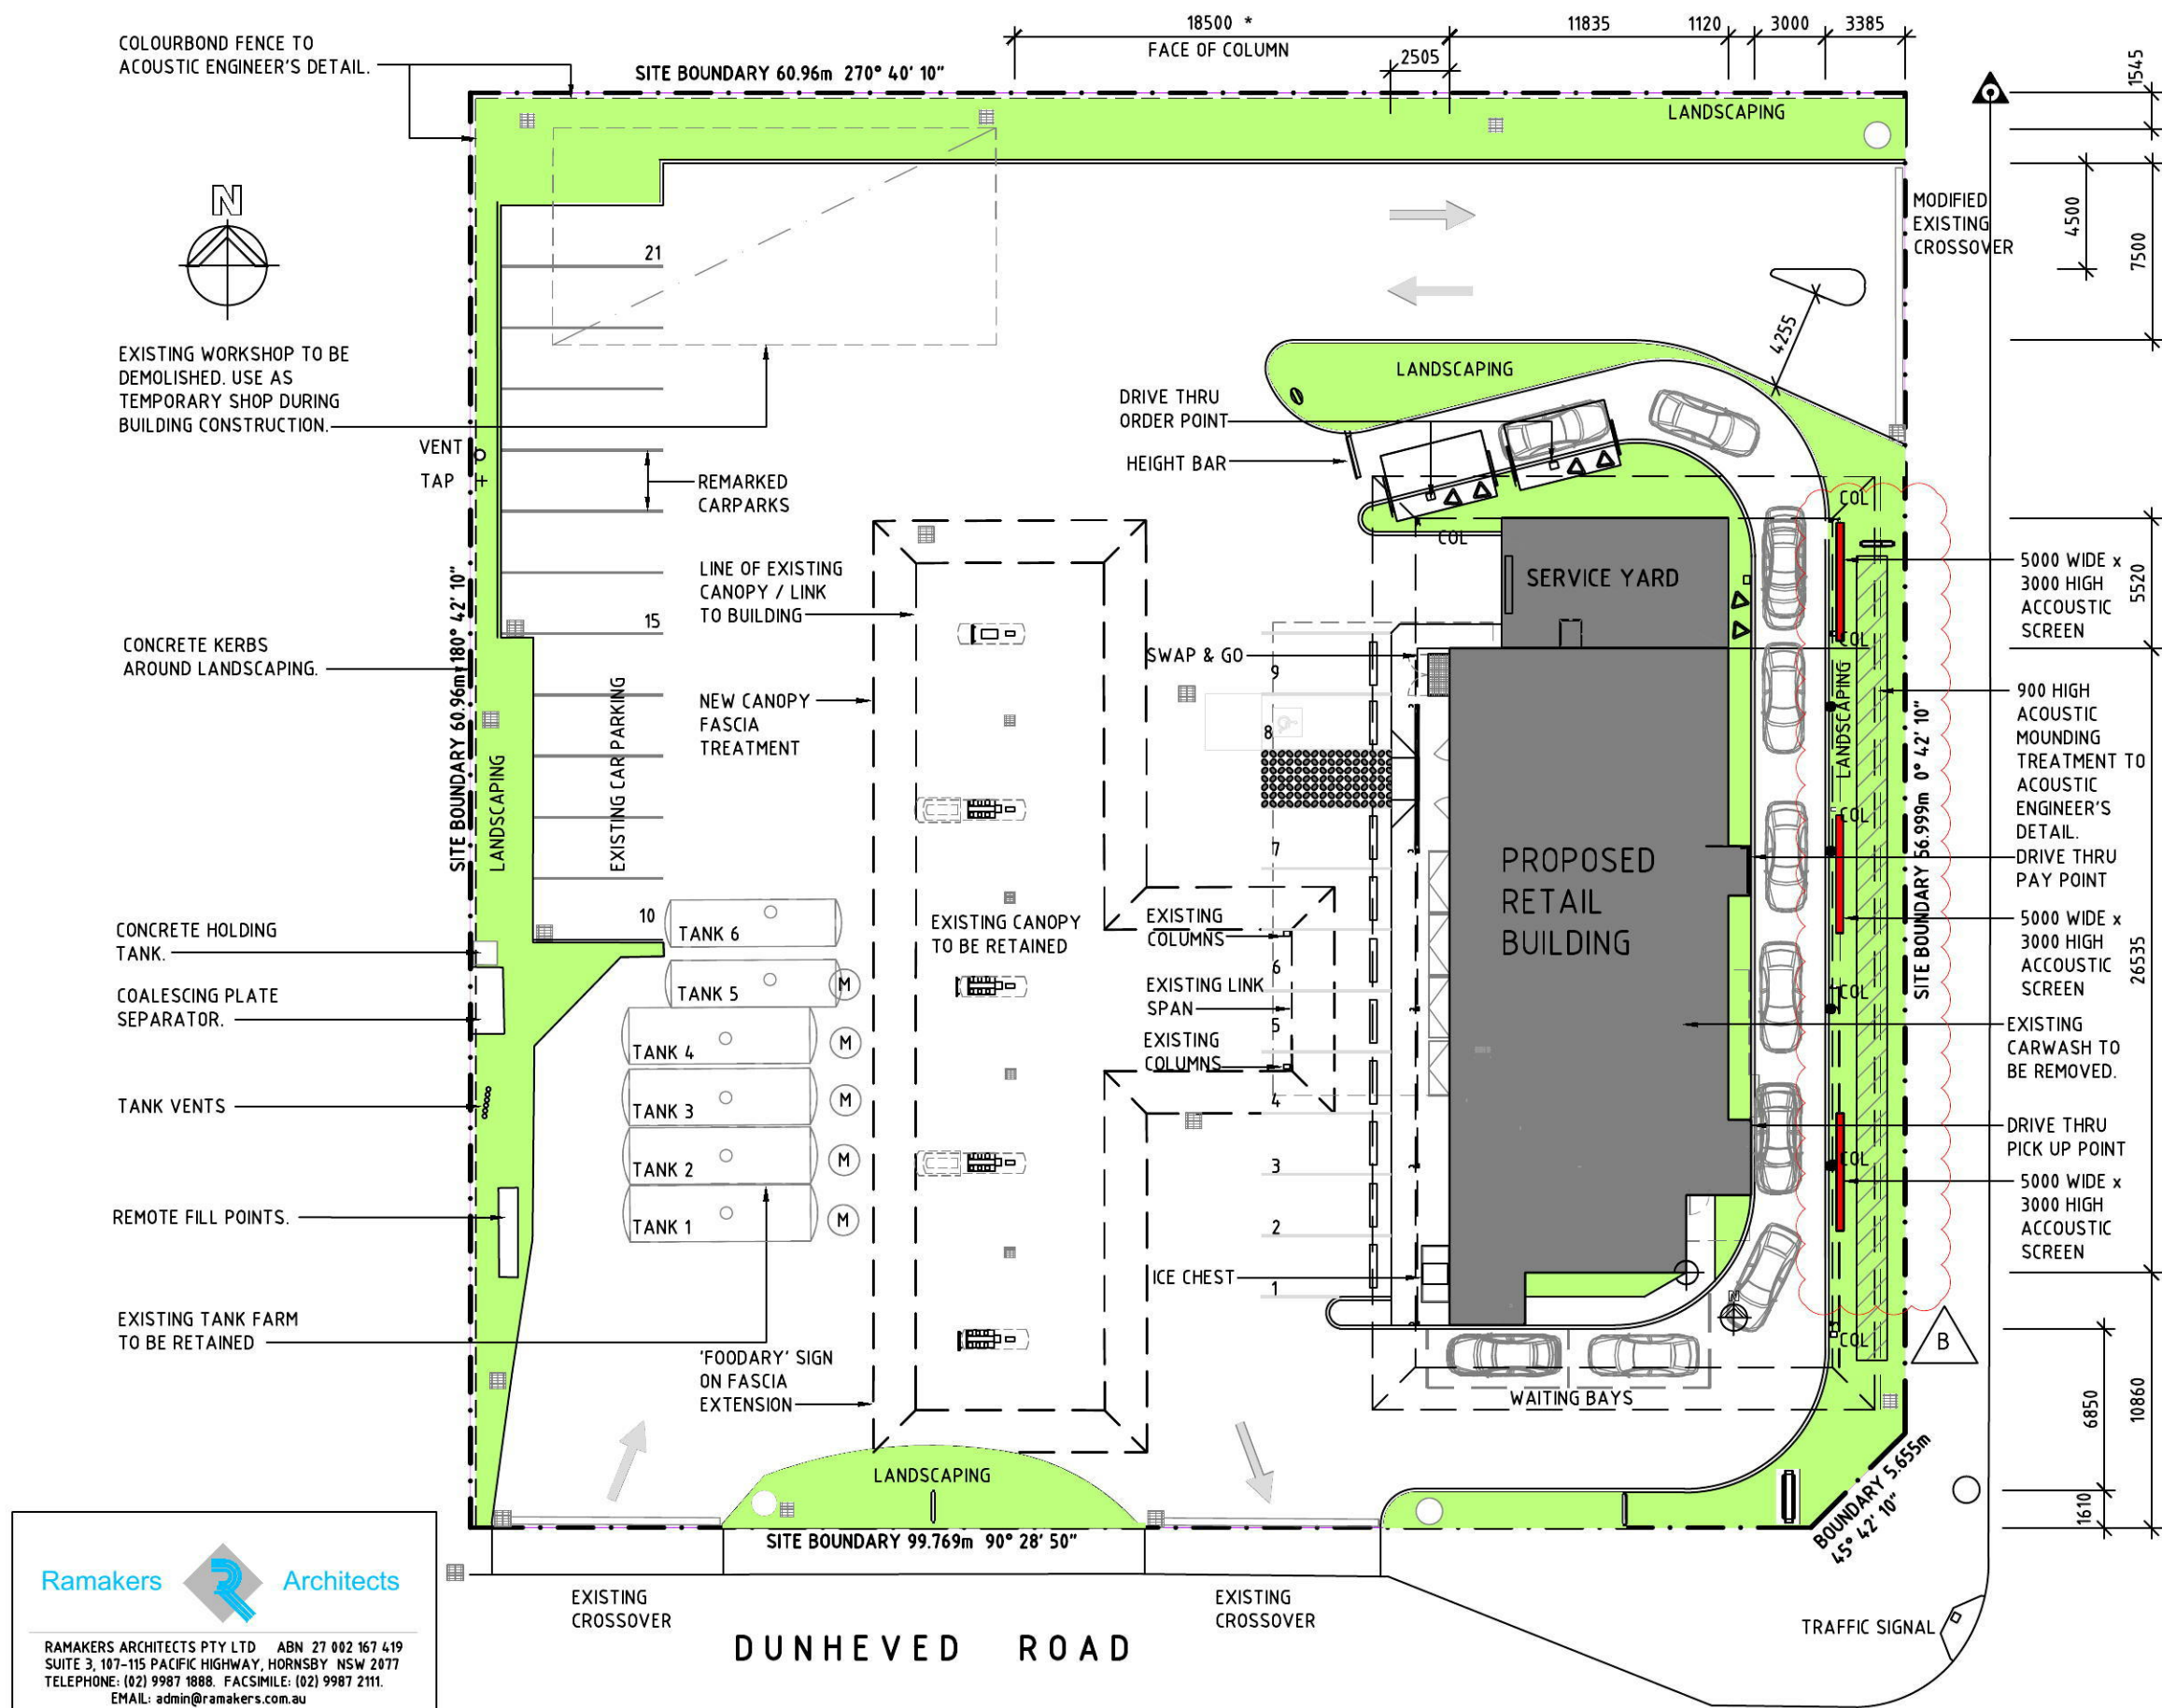 COLOURBOND FENCE TO
ACOUSTIC ENGINEER'S DETAIL.
SITE BOUNDARY 60.96m 270° 40' 10"
18500 *
FACE OF COLUMN
2505
11835
1120
3000
3385
1545
LANDSCAPING
N
MODIFIED
EXISTING
CROSSOVER
4500
7500
21
4255
EXISTING WORKSHOP TO BE
DEMOLISHED. USE AS
TEMPORARY SHOP DURING
BUILDING CONSTRUCTION.
LANDSCAPING
DRIVE THRU
ORDER POINT
HEIGHT BAR
VENT
TAP
REMARKED
CARPARKS
COL
COL
SERVICE YARD
5000 WIDE x
3000 HIGH
ACCOUSTIC
SCREEN
5520
LINE OF EXISTING
CANOPY / LINK
TO BUILDING
15
CONCRETE KERBS
AROUND LANDSCAPING.
SITE BOUNDARY 60.96m 180° 42' 10"
SWAP & GO
COL
9
NEW CANOPY
FASCIA
TREATMENT
EXISTING CAR PARKING
LANDSCAPING
8
LANDSCAPING
SITE BOUNDARY 56.999m 0° 42' 10"
900 HIGH
ACOUSTIC
MOUNDING
TREATMENT TO
ACOUSTIC
ENGINEER'S
DETAIL.
DRIVE THRU
PAY POINT
COL
7
PROPOSED
RETAIL
BUILDING
10
TANK 6
EXISTING CANOPY
TO BE RETAINED
EXISTING
COLUMNS
5000 WIDE x
3000 HIGH
ACCOUSTIC
SCREEN
26535
CONCRETE HOLDING
TANK.
6
TANK 5
M
EXISTING LINK
SPAN
COL
COALESCING PLATE
SEPARATOR.
5
TANK 4
M
EXISTING
COLUMNS
EXISTING
CARWASH TO
BE REMOVED.
TANK VENTS
TANK 3
M
4
DRIVE THRU
PICK UP POINT
TANK 2
M
3
COL
5000 WIDE x
3000 HIGH
ACCOUSTIC
SCREEN
REMOTE FILL POINTS.
TANK 1
M
2
ICE CHEST
1
N
EXISTING TANK FARM
TO BE RETAINED
COL
B
'FOODARY' SIGN
ON FASCIA
EXTENSION
WAITING BAYS
6850
10860
LANDSCAPING
BOUNDARY 5.655m
45° 42' 10"
1610
SITE BOUNDARY 99.769m 90° 28' 50"
EXISTING
CROSSOVER
EXISTING
CROSSOVER
TRAFFIC SIGNAL
DUNHEVED ROAD
Ramakers Architects
RAMAKERS ARCHITECTS PTY LTD ABN 27 002 167 419
SUITE 3, 107-115 PACIFIC HIGHWAY, HORNSBY NSW 2077
TELEPHONE: (02) 9987 1888. FACSIMILE: (02) 9987 2111.
EMAIL: admin@ramakers.com.au